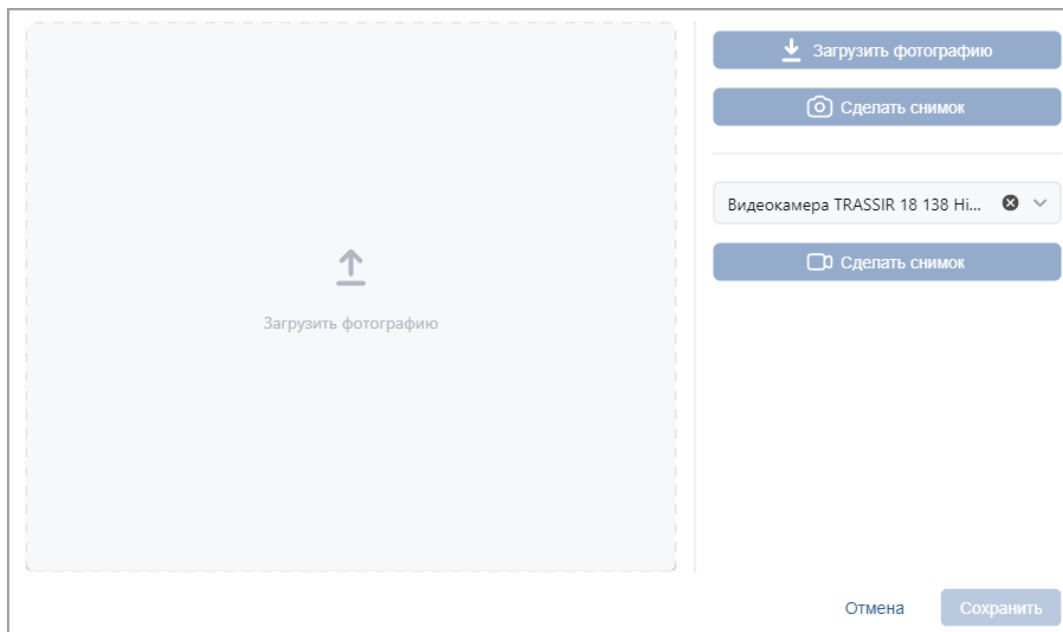 Загрузить фотографию
Сделать снимок
Видеокамера TRASSIR 18 138 Hi...
Сделать снимок
Загрузить фотографию
Отмена
Сохранить